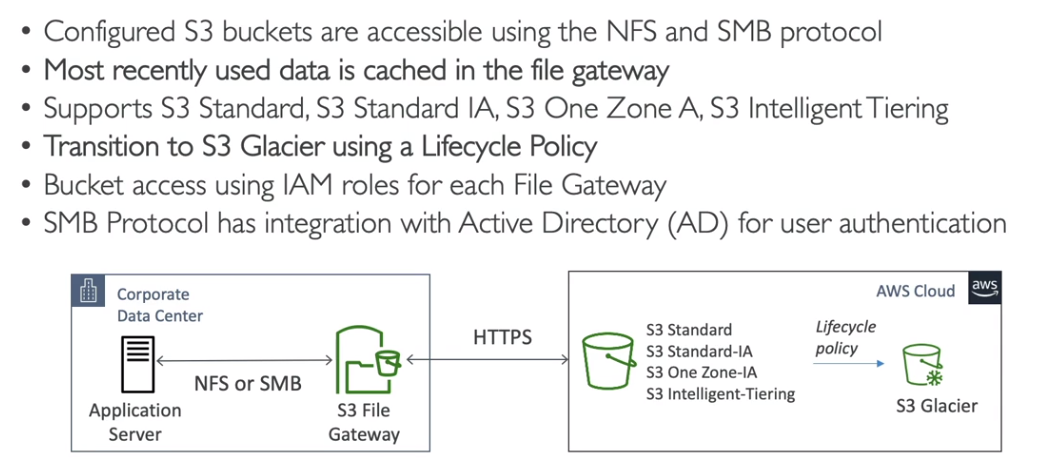 • Configured S3 buckets are accessible using the NFS and SMB protocol
• Most recently used data is cached in the file gateway
• Supports S3 Standard, S3 Standard IA, S3 One Zone A, S3 Intelligent Tiering
• Transition to S3 Glacier using a Lifecycle Policy
• Bucket access using IAM roles for each File Gateway
• SMB Protocol has integration with Active Directory (AD) for user authentication
Corporate
Data Center
Application
Server
NFS or SMB
S3 File
Gateway
HTTPS
AWS Cloud
aws
S3 Standard
S3 Standard-IA
S3 One Zone-IA
S3 Intelligent-Tiering
Lifecycle
policy
S3 Glacier